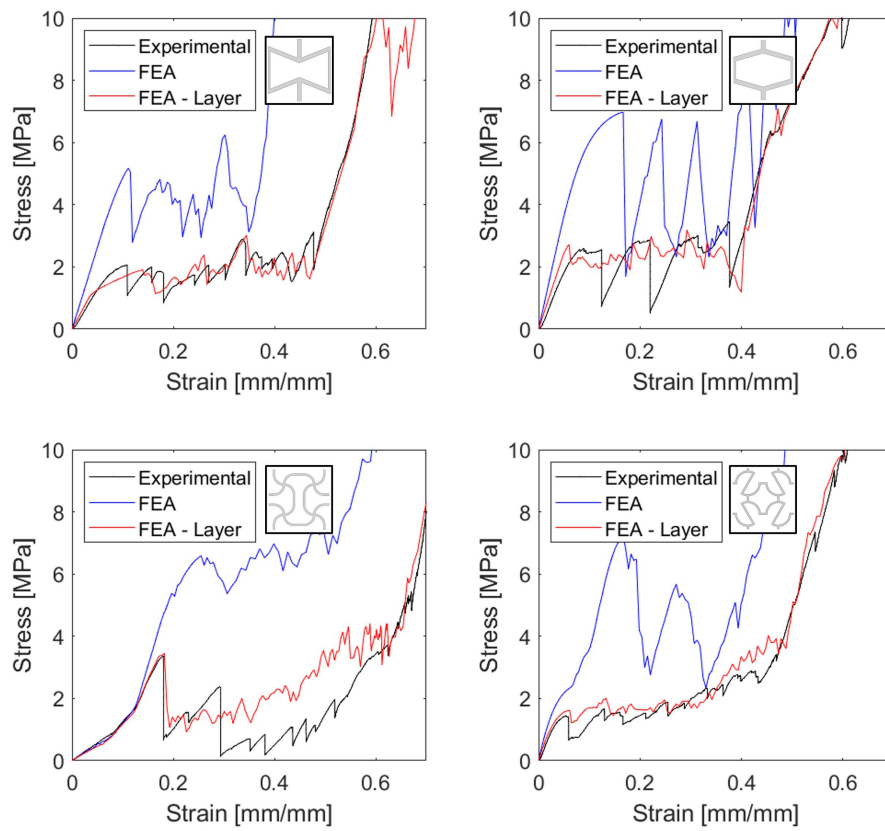 10
8
6
4
2
0
Stress [MPa]
Experimental
FEA
FEA - Layer
0
0.2
0.4
0.6
Strain [mm/mm]
10
8
6
4
2
0
Stress [MPa]
Experimental
FEA
FEA - Layer
0
0.2
0.4
0.6
Strain [mm/mm]
10
8
6
4
2
0
Stress [MPa]
Experimental
FEA
FEA - Layer
0
0.2
0.4
0.6
Strain [mm/mm]
10
8
6
4
2
0
Stress [MPa]
Experimental
FEA
FEA - Layer
0
0.2
0.4
0.6
Strain [mm/mm]